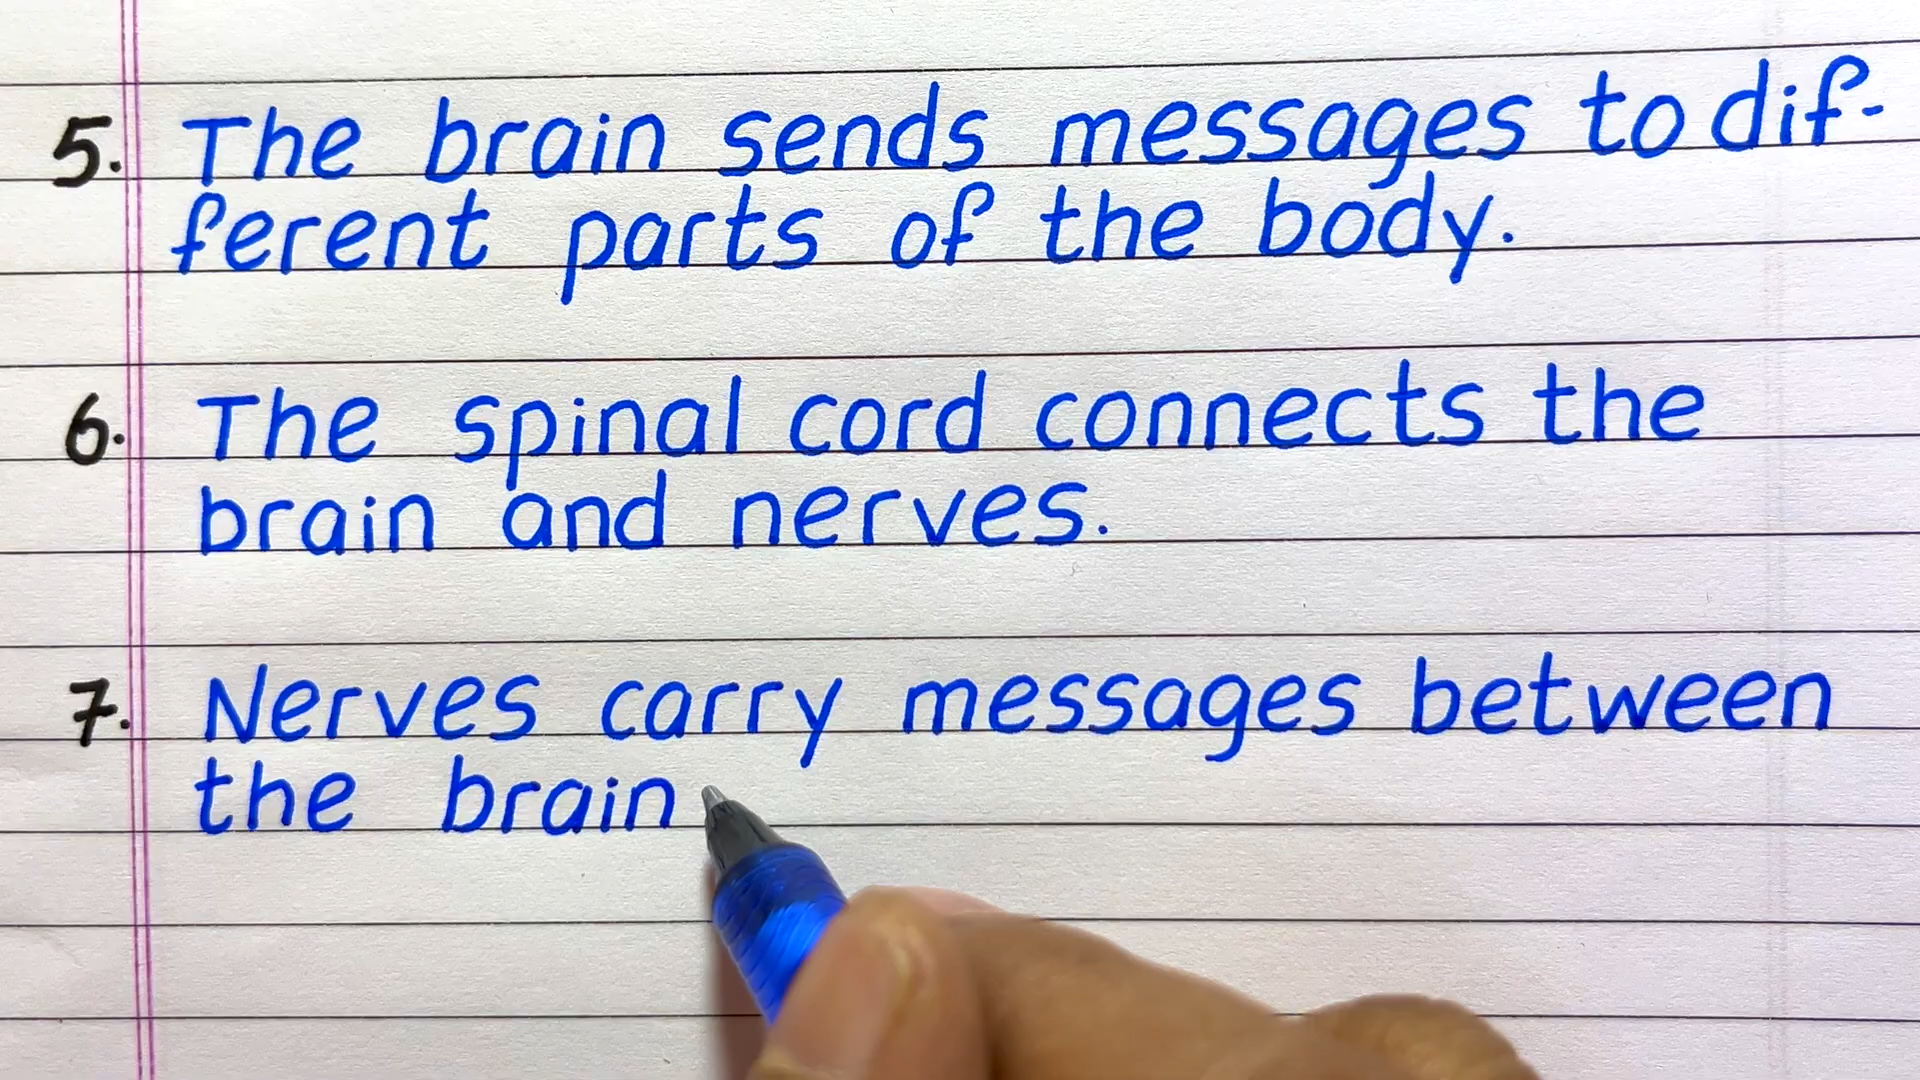 5. The brain sends messages to dif-
ferent parts of the body.
6. The spinal cord connects the
brain and nerves.
7. Nerves carry messages between
the brain